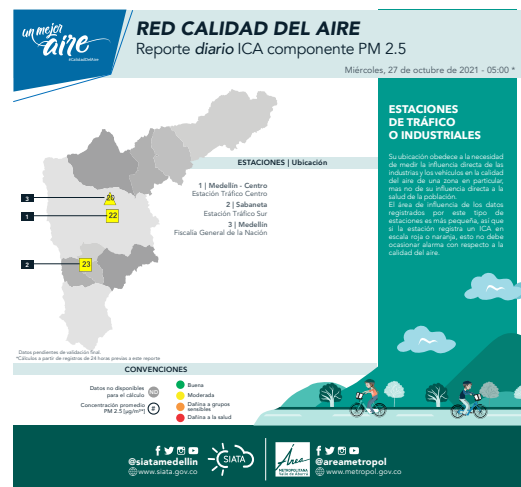 un mejor
aire
#CalidadDelAire
RED CALIDAD DEL AIRE
Reporte diario ICA componente PM 2.5
Miércoles, 27 de octubre de 2021 - 05:00 *
ESTACIONES
DE TRÁFICO
O INDUSTRIALES
Su ubicación obedece a la necesidad
de medir la influencia directa de las
industrias y los vehículos en la calidad
del aire de una zona en particular,
mas no de su influencia directa a la
salud de la población.
El área de influencia de los datos
registrados por este tipo de
estaciones es más pequeña, así que
si la estación registra un ICA en
escala roja o naranja, esto no debe
ocasionar alarma con respecto a la
calidad del aire.
ESTACIONES | Ubicación
1 | Medellín - Centro
Estación Tráfico Centro
2 | Sabaneta
Estación Tráfico Sur
3 | Medellín
Fiscalía General de la Nación
3
20
1
22
2
23
Datos pendientes de validación final.
*Cálculos a partir de registros de 24 horas previas a este reporte
CONVENCIONES
Datos no disponibles
para el cálculo
Concentración promedio
PM 2.5 [µg/m³]
#
Buena
Moderada
Dañina a grupos
sensibles
Dañina a la salud
@siatamedellin
www.siata.gov.co
SIATA
Área
METROPOLITANA
Valle de Aburrá
@areametropol
www.metropol.gov.co